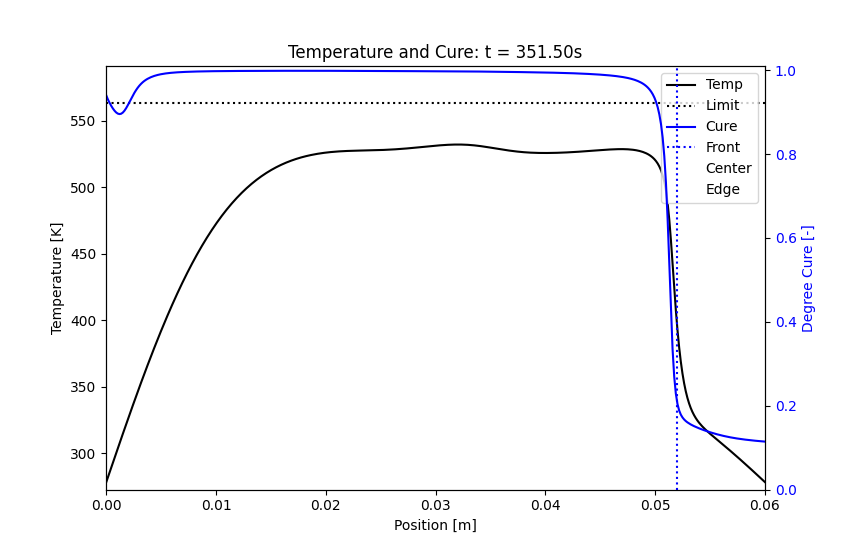 Temperature and Cure: t = 351.50s
Temperature [K]
550
500
450
400
350
300
Temp
Limit
Cure
Front
Center
Edge
1.0
0.8
0.6
0.4
0.2
0.0
Degree Cure [-]
0.00
0.01
0.02
0.03
0.04
0.05
0.06
Position [m]